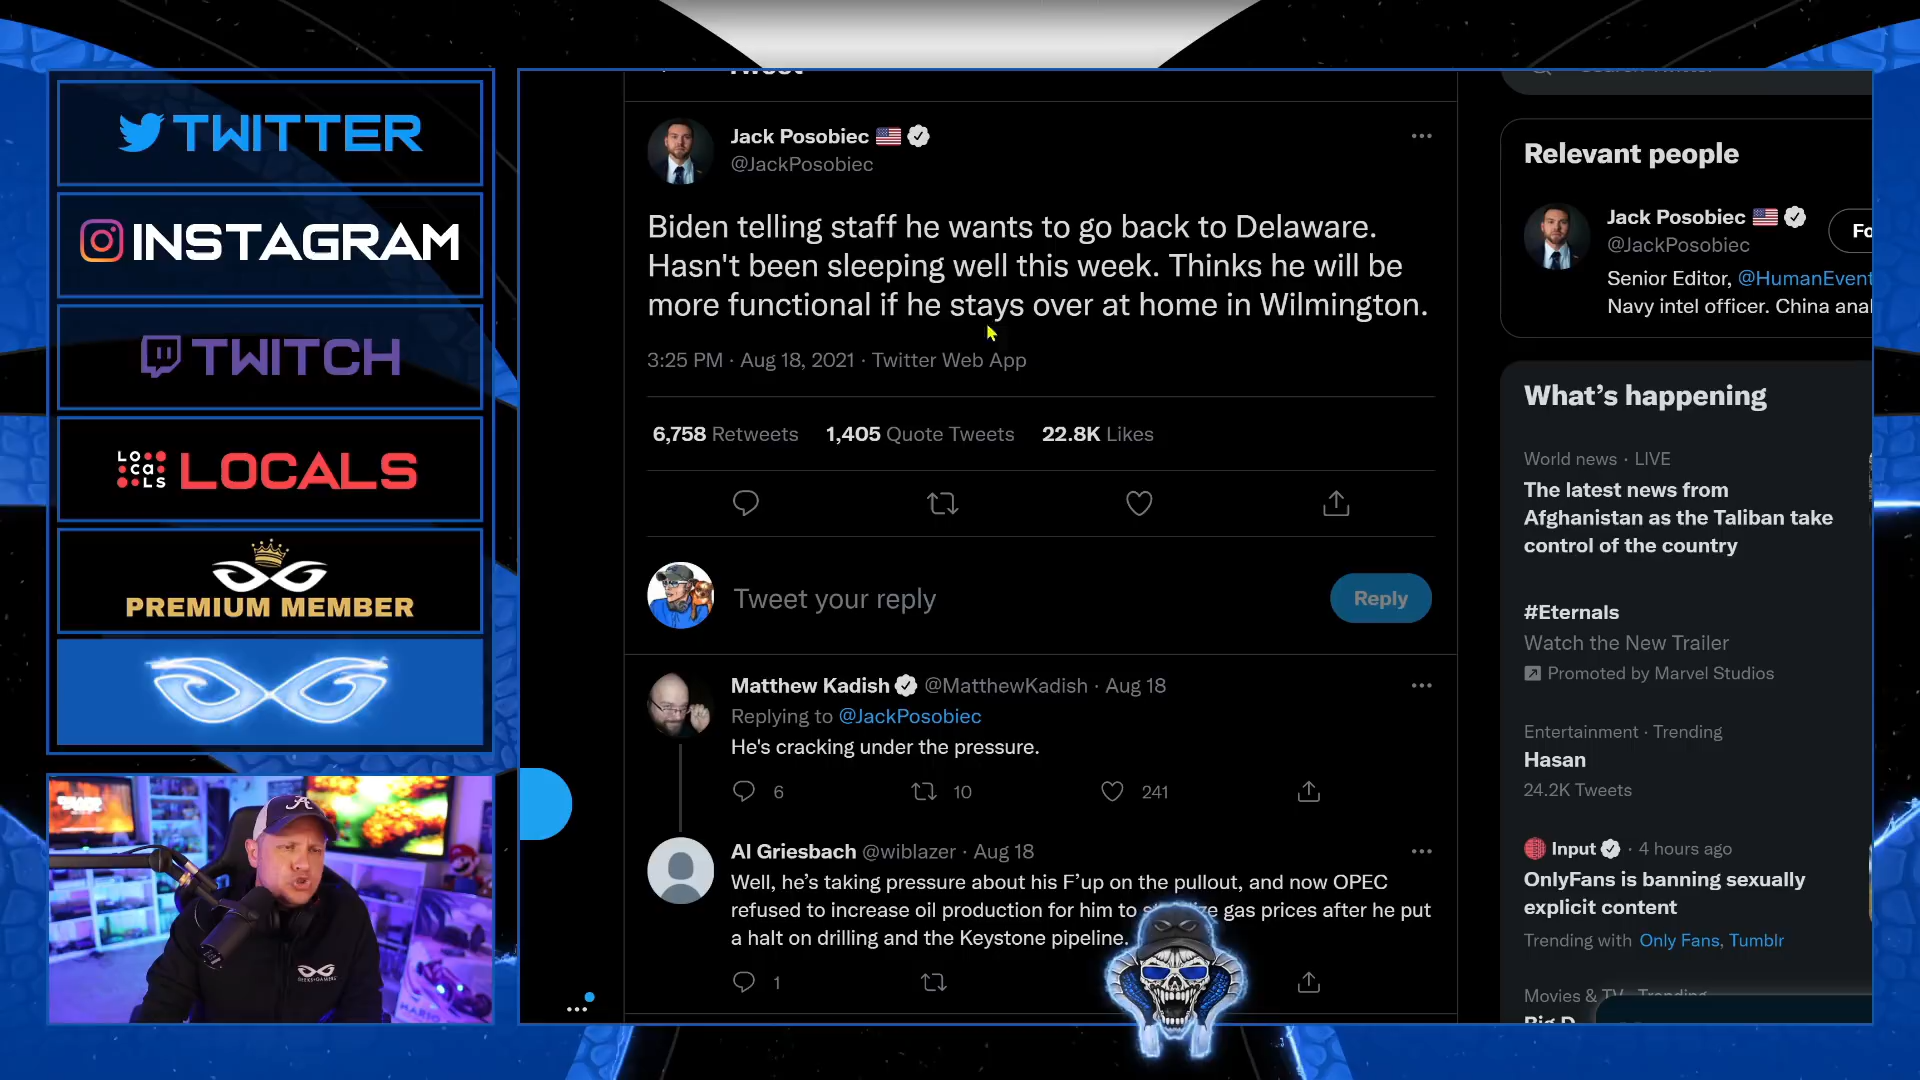 TWITTER
INSTAGRAM
TWITCH
LOCALS
LOCALS
PREMIUM MEMBER
Tweet
Jack Posobiec
@JackPosobiec
Biden telling staff he wants to go back to Delaware.
Hasn't been sleeping well this week. Thinks he will be
more functional if he stays over at home in Wilmington.
3:25 PM · Aug 18, 2021 · Twitter Web App
6,758 Retweets 1,405 Quote Tweets 22.8K Likes
Tweet your reply
Reply
Matthew Kadish @MatthewKadish · Aug 18
Replying to @JackPosobiec
He's cracking under the pressure.
6 10 241
Al Griesbach @wiblazer · Aug 18
Well, he's taking pressure about his F'up on the pullout, and now OPEC
refused to increase oil production for him to gas prices after he put
a halt on drilling and the Keystone pipeline.
1
Relevant people
Jack Posobiec
Fo
@JackPosobiec
Senior Editor, @HumanEvent
Navy intel officer. China anal
What's happening
World news · LIVE
The latest news from
Afghanistan as the Taliban take
control of the country
#Eternals
Watch the New Trailer
Promoted by Marvel Studios
Entertainment · Trending
Hasan
24.2K Tweets
Input · 4 hours ago
OnlyFans is banning sexually
explicit content
Trending with Only Fans, Tumblr
Movies & TV · Trending
Big D